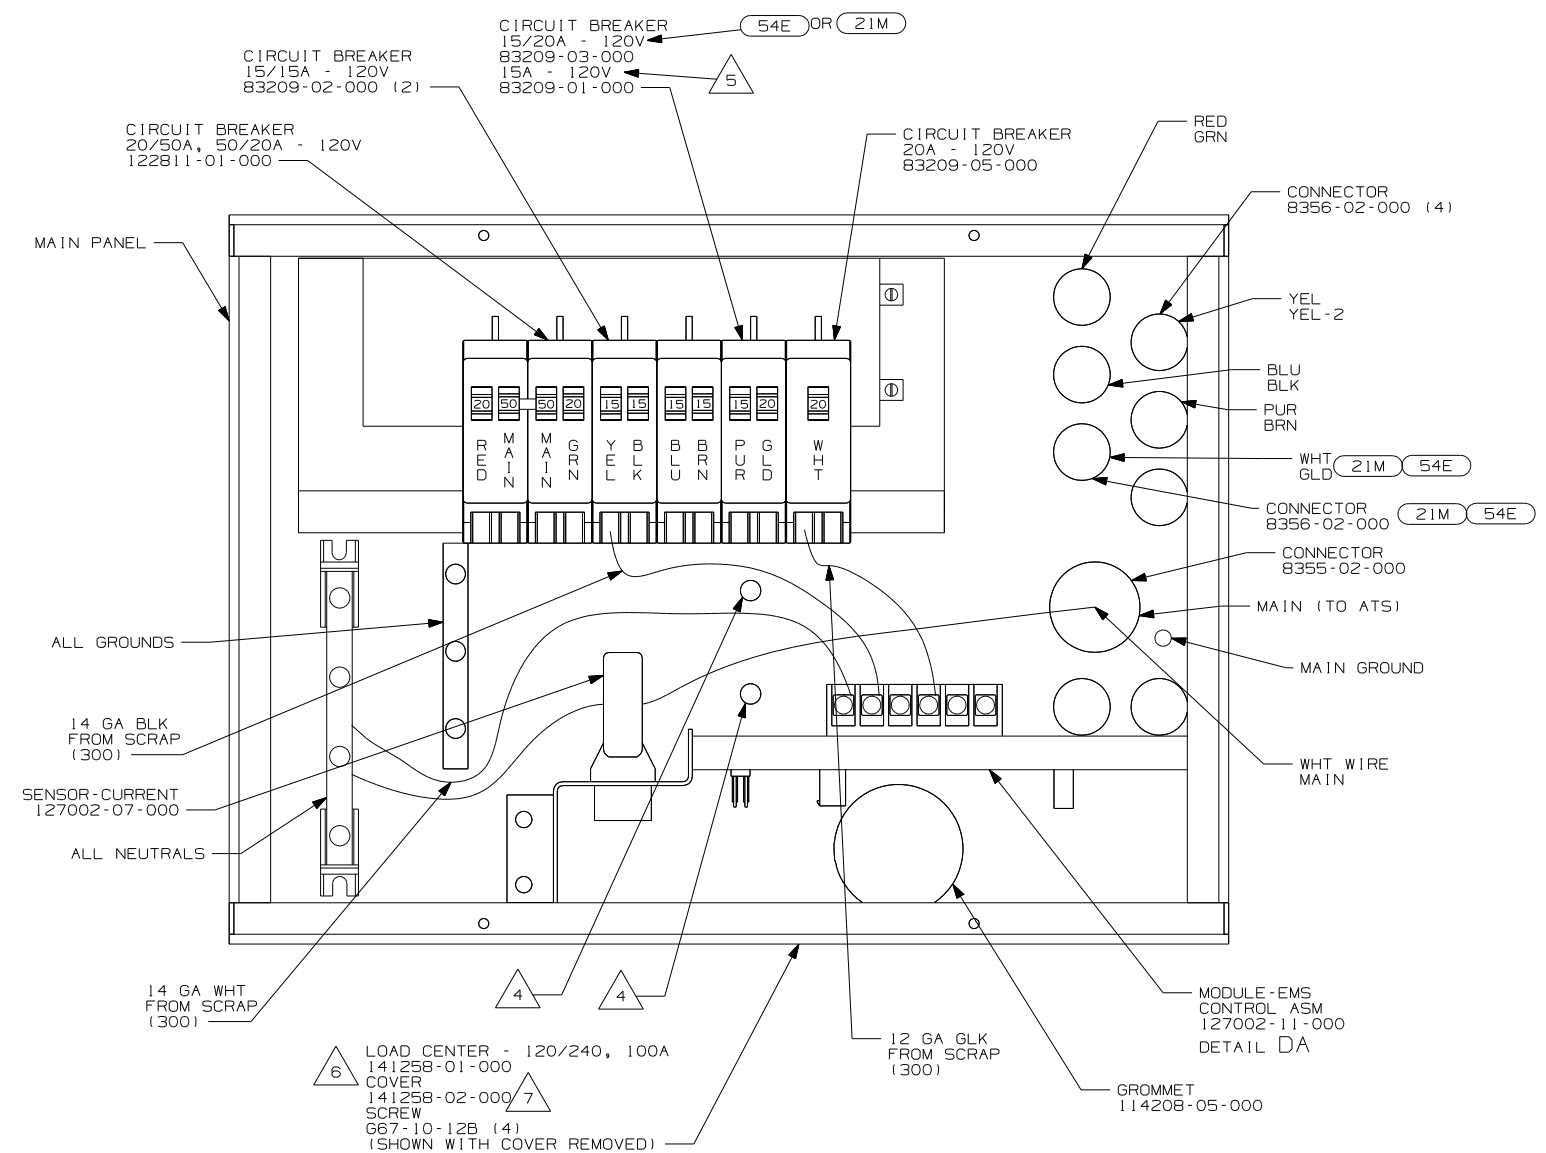 CIRCUIT BREAKER
15/20A - 120V
83209-03-000
15A - 120V
83209-01-000
54E OR 21M
5
CIRCUIT BREAKER
15/15A - 120V
83209-02-000 (2)
CIRCUIT BREAKER
20/50A, 50/20A - 120V
122811-01-000
CIRCUIT BREAKER
20A - 120V
83209-05-000
RED
GRN
CONNECTOR
8356-02-000 (4)
MAIN PANEL
YEL
YEL-2
BLU
BLK
PUR
BRN
WHT
GLD 21M 54E
CONNECTOR
8356-02-000 21M 54E
CONNECTOR
8355-02-000
MAIN (TO ATS)
MAIN GROUND
WHT WIRE
MAIN
20 50 50 20 15 15 15 15 15 20 20
RED MAIN MAIN GRN YEL BLK BLU BRN PUR GLD WHT
ALL GROUNDS
14 GA BLK
FROM SCRAP
(300)
SENSOR-CURRENT
127002-07-000
ALL NEUTRALS
14 GA WHT
FROM SCRAP
(300)
4
4
MODULE-EMS
CONTROL ASM
127002-11-000
DETAIL DA
12 GA GLK
FROM SCRAP
(300)
GROMMET
114208-05-000
6
LOAD CENTER - 120/240, 100A
141258-01-000
COVER
141258-02-000 7
SCREW
G67-10-12B (4)
(SHOWN WITH COVER REMOVED)